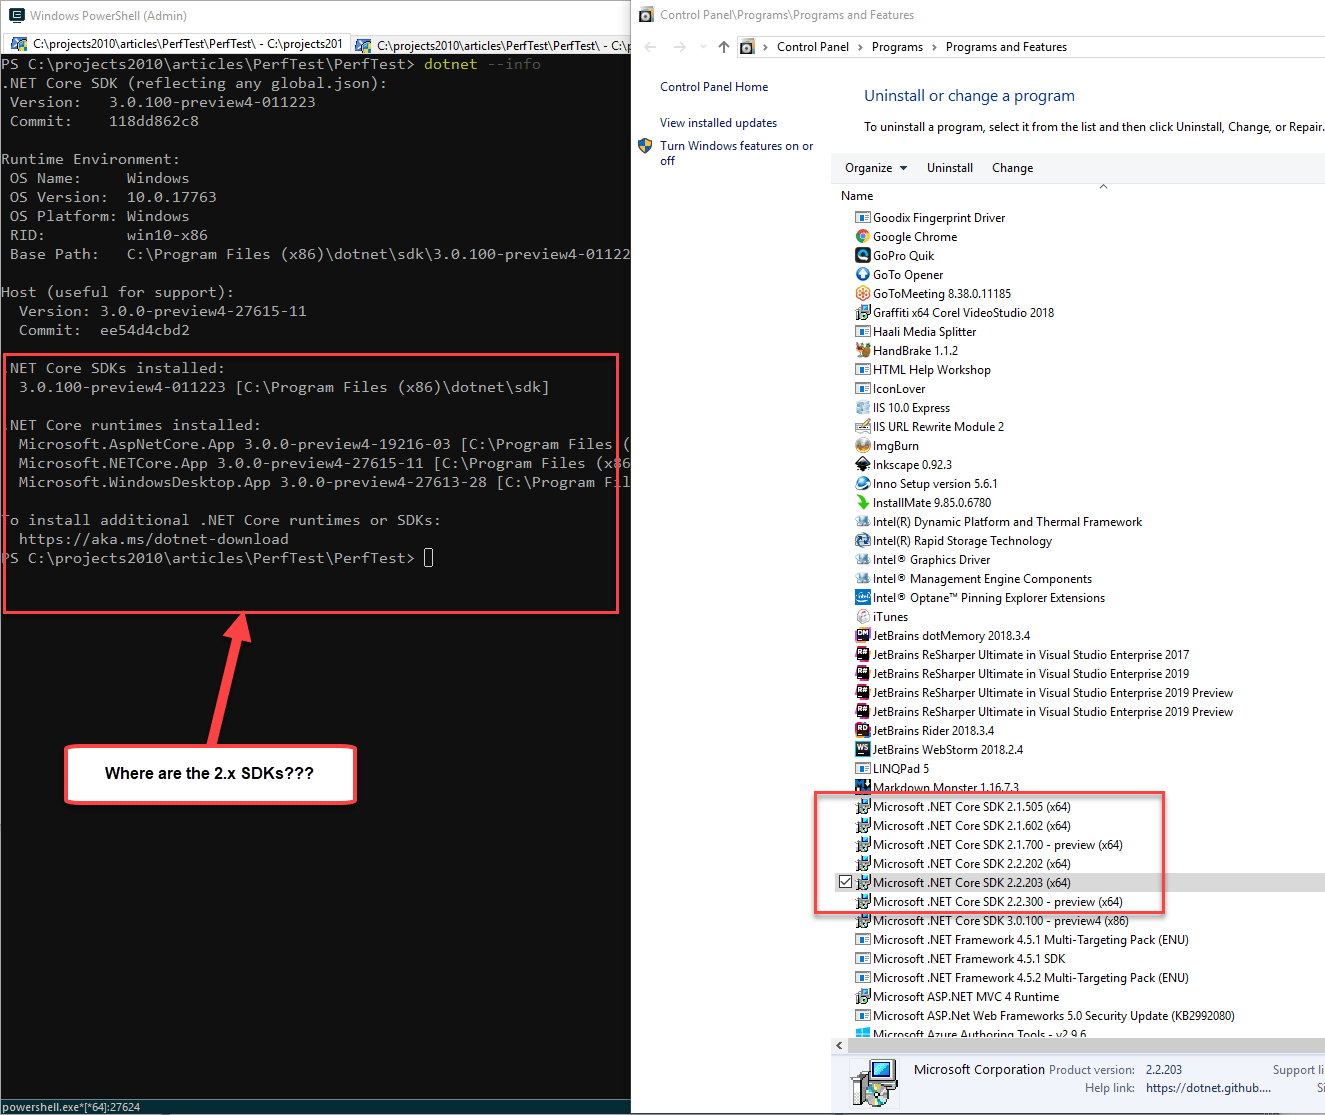 Windows PowerShell (Admin)
C:\projects2010\articles\PerfTest\PerfTest\ - C:\projects201
C:\projects2010\articles\PerfTest\PerfTest\ - C:\p
PS C:\projects2010\articles\PerfTest\PerfTest> dotnet --info
.NET Core SDK (reflecting any global.json):
Version:   3.0.100-preview4-011223
Commit:    118dd862c8
Runtime Environment:
OS Name:     Windows
OS Version:  10.0.17763
OS Platform: Windows
RID:         win10-x86
Base Path:   C:\Program Files (x86)\dotnet\sdk\3.0.100-preview4-01122
Host (useful for support):
Version: 3.0.0-preview4-27615-11
Commit:  ee54d4cbd2
.NET Core SDKs installed:
3.0.100-preview4-011223 [C:\Program Files (x86)\dotnet\sdk]
.NET Core runtimes installed:
Microsoft.AspNetCore.App 3.0.0-preview4-19216-03 [C:\Program Files (
Microsoft.NETCore.App 3.0.0-preview4-27615-11 [C:\Program Files (x86
Microsoft.WindowsDesktop.App 3.0.0-preview4-27613-28 [C:\Program Fil
To install additional .NET Core runtimes or SDKs:
https://aka.ms/dotnet-download
PS C:\projects2010\articles\PerfTest\PerfTest>
Where are the 2.x SDKs???
powershell.exe*[*64]:27624
Control Panel\Programs\Programs and Features
Control Panel > Programs > Programs and Features
Control Panel Home
View installed updates
Turn Windows features on or
off
Uninstall or change a program
To uninstall a program, select it from the list and then click Uninstall, Change, or Repair.
Organize Uninstall Change
Name
Goodix Fingerprint Driver
Google Chrome
GoPro Quik
GoTo Opener
GoToMeeting 8.38.0.11185
Graffiti x64 Corel VideoStudio 2018
Haali Media Splitter
HandBrake 1.1.2
HTML Help Workshop
IconLover
IIS 10.0 Express
IIS URL Rewrite Module 2
ImgBurn
Inkscape 0.92.3
Inno Setup version 5.6.1
InstallMate 9.85.0.6780
Intel(R) Dynamic Platform and Thermal Framework
Intel(R) Rapid Storage Technology
Intel® Graphics Driver
Intel® Management Engine Components
Intel® Optane™ Pinning Explorer Extensions
iTunes
JetBrains dotMemory 2018.3.4
JetBrains ReSharper Ultimate in Visual Studio Enterprise 2017
JetBrains ReSharper Ultimate in Visual Studio Enterprise 2019
JetBrains ReSharper Ultimate in Visual Studio Enterprise 2019 Preview
JetBrains ReSharper Ultimate in Visual Studio Enterprise 2019 Preview
JetBrains Rider 2018.3.4
JetBrains WebStorm 2018.2.4
LINQPad 5
Markdown Monster 1.16.7.3
Microsoft .NET Core SDK 2.1.505 (x64)
Microsoft .NET Core SDK 2.1.602 (x64)
Microsoft .NET Core SDK 2.1.700 - preview (x64)
Microsoft .NET Core SDK 2.2.202 (x64)
Microsoft .NET Core SDK 2.2.203 (x64)
Microsoft .NET Core SDK 2.2.300 - preview (x64)
Microsoft .NET Core SDK 3.0.100 - preview4 (x86)
Microsoft .NET Framework 4.5.1 Multi-Targeting Pack (ENU)
Microsoft .NET Framework 4.5.1 SDK
Microsoft .NET Framework 4.5.2 Multi-Targeting Pack (ENU)
Microsoft ASP.NET MVC 4 Runtime
Microsoft ASP.Net Web Frameworks 5.0 Security Update (KB2992080)
Microsoft Azure Authoring Tools - v2.9.6
Microsoft Corporation Product version: 2.2.203 Support li
Help link: https://dotnet.github.... Si